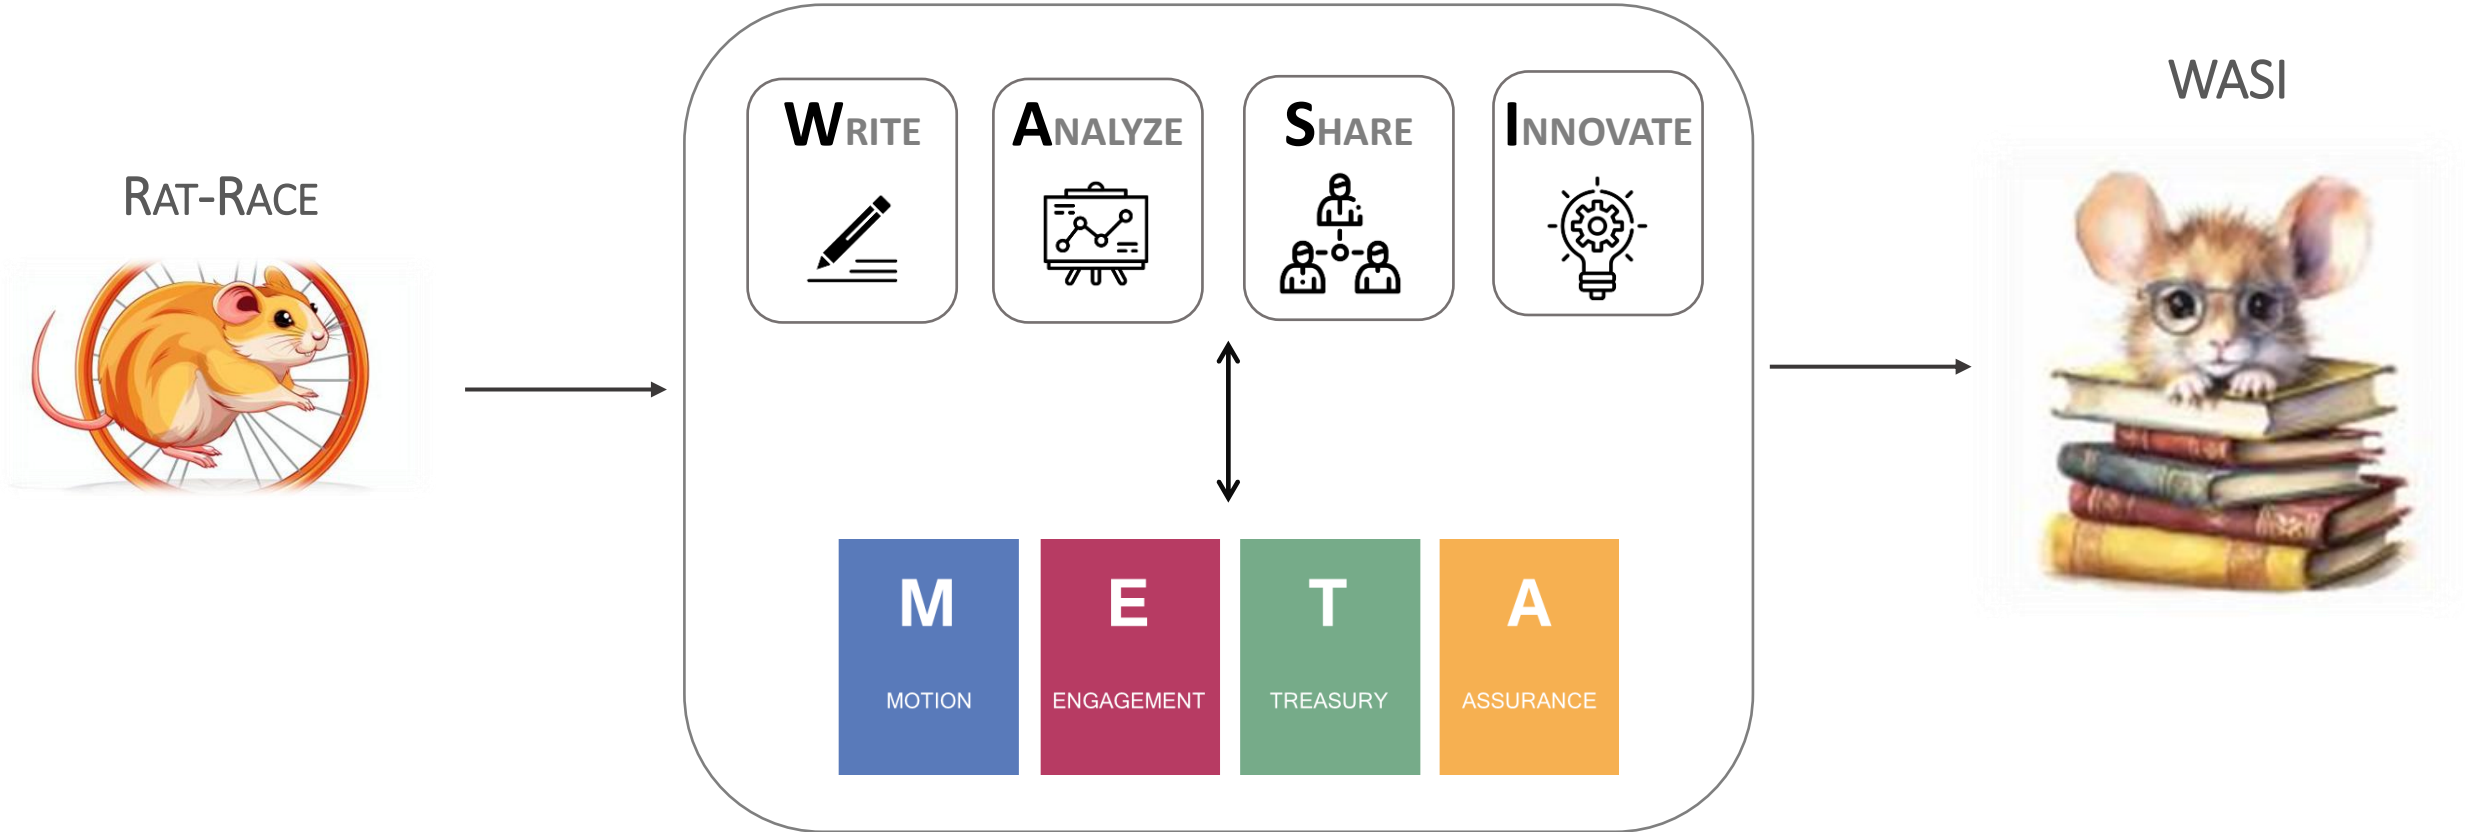 RAT-RACE
WRITE
ANALYZE
SHARE
INNOVATE
WASI
M
E
T
A
MOTION
ENGAGEMENT
TREASURY
ASSURANCE